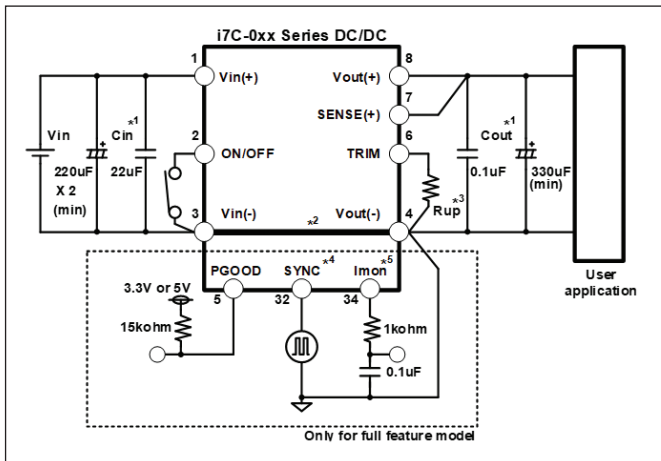 i7C-0xx Series DC/DC
1
Vin(+)
Vout(+)
8
7
SENSE(+)
Vin
Cin *1
2
ON/OFF
TRIM
6
Cout *1
220uF
X 2
(min)
22uF
0.1uF
330uF
(min)
Rup *3
3
Vin(-)
*2
Vout(-)
4
User
application
PGOOD
SYNC *4
Imon *5
3.3V or 5V
5
32
34
15kohm
1kohm
0.1uF
Only for full feature model